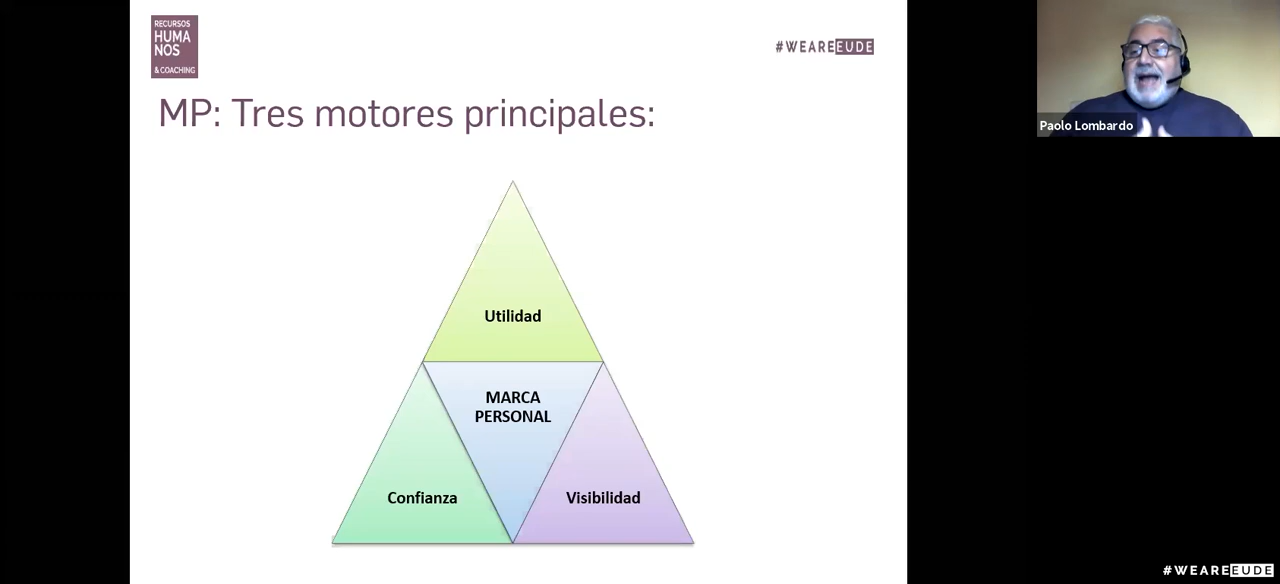 RECURSOS
HUMA
NOS
& COACHING
#WEAREEUDE
MP: Tres motores principales:
Utilidad
MARCA
PERSONAL
Confianza
Visibilidad
Paolo Lombardo
#WEAREEUDE